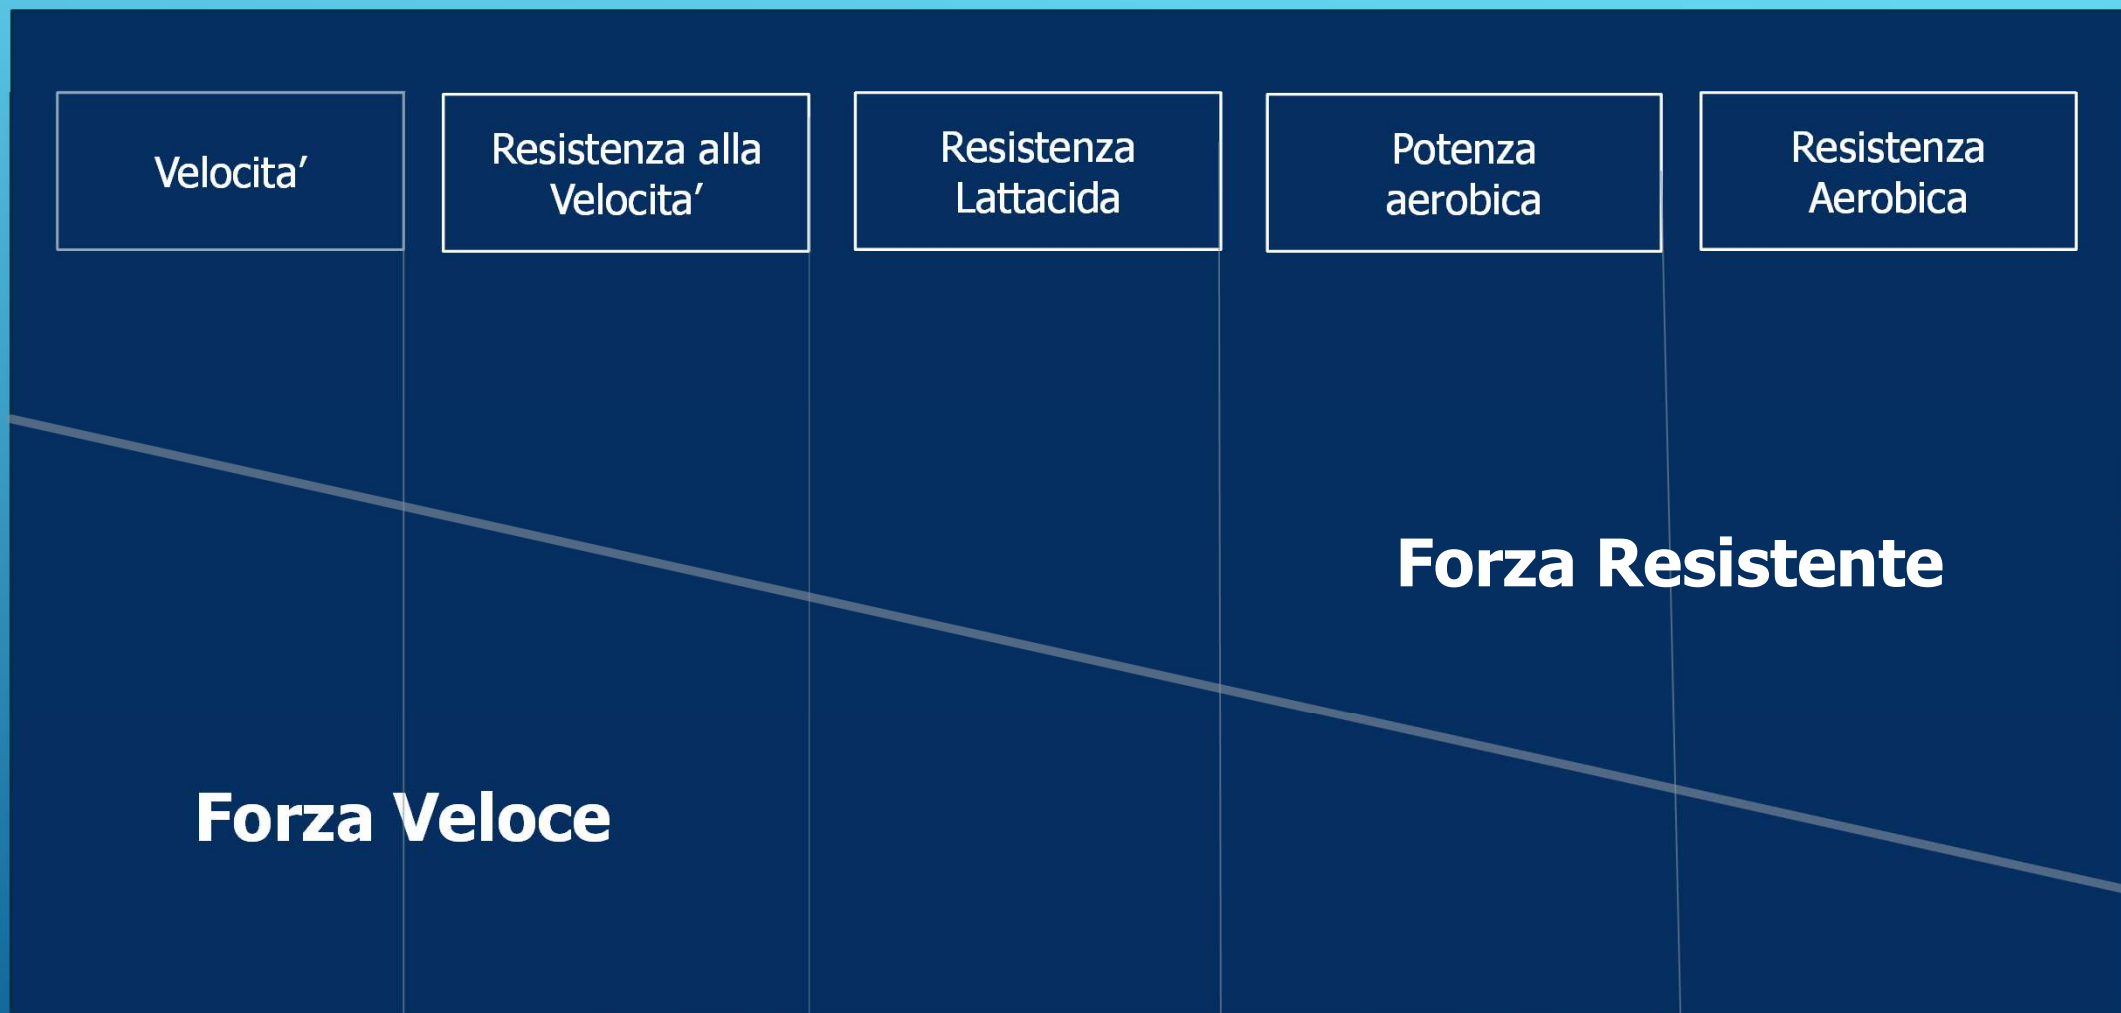 Velocita’
Resistenza alla
Velocita’
Resistenza
Lattacida
Potenza
aerobica
Resistenza
Aerobica
Forza Resistente
Forza Veloce